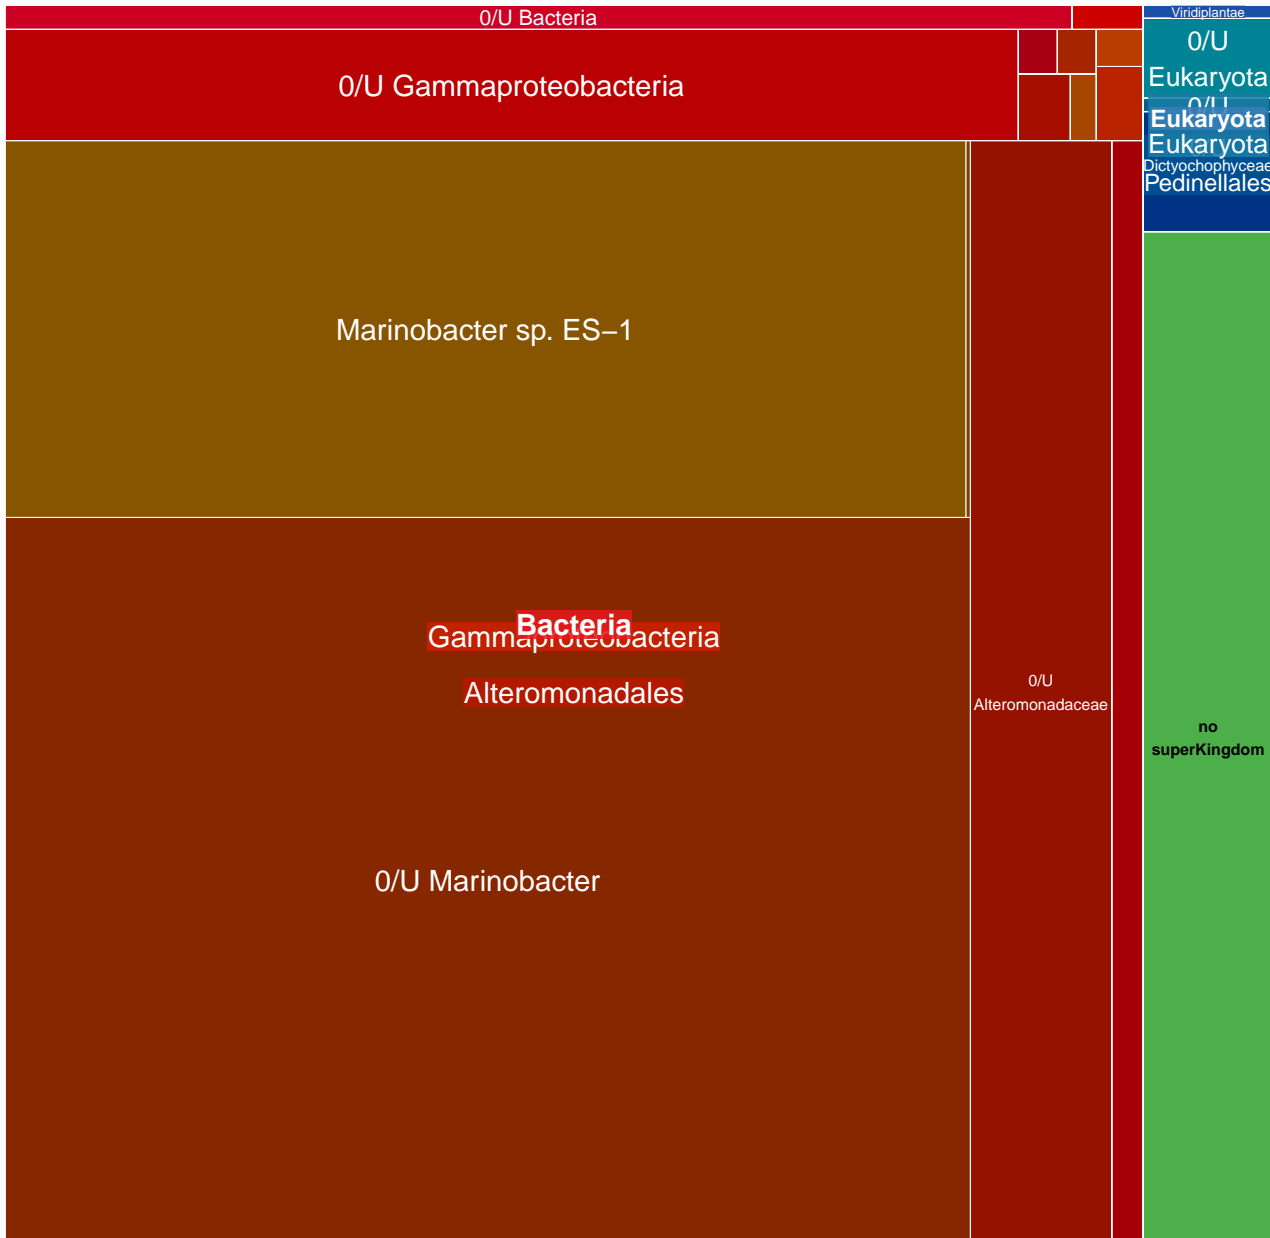 0/U Bacteria
Viridiplantae
0/U
Eukaryota
0/U Gammaproteobacteria
0/U
Eukaryota
Eukaryota
Dictyochophyceae
Pedinellales
Marinobacter sp. ES−1
Bacteria
Gammaproteobacteria
Alteromonadales
0/U
Alteromonadaceae
no
superKingdom
0/U Marinobacter